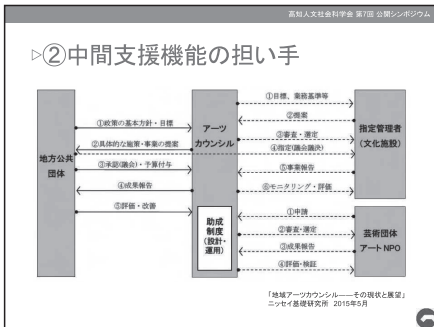 高知人文社会科学会 第7回 公開シンポジウム
▷②中間支援機能の担い手
地方公共
団体
①政策の基本方針・目標
②具体的な施策・事業の提案
③承認(議会)・予算付与
④成果報告
⑤評価・改善
アーツ
カウンシル
助成
制度
(設計・
運用)
①目標、業務基準等
②提案
③審査・選定
④指定(議会議決)
⑤事業報告
⑥モニタリング・評価
指定管理者
(文化施設)
①申請
②審査・選定
③成果報告
④評価・検証
芸術団体
アートNPO
「地域アーツカウンシル――その現状と展望」
ニッセイ基礎研究所 2015年5月